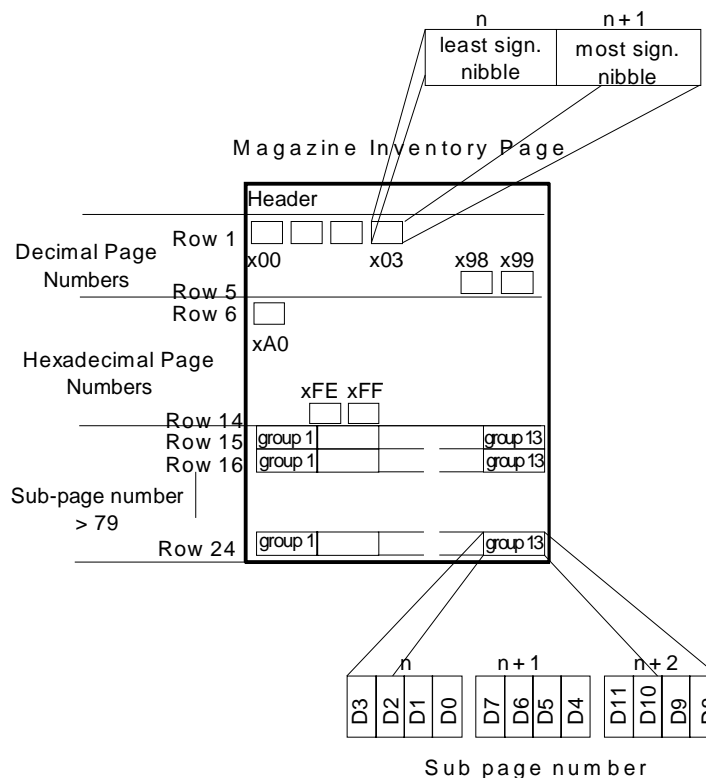 n n + 1
least sign. nibble most sign. nibble
Magazine Inventory Page
Header
Row 1
x00 x03 x98 x99
Decimal Page Numbers
Row 5
Row 6
xA0
Hexadecimal Page Numbers
xFE xFF
Row 14
Row 15 group 1 group 13
Row 16 group 1 group 13
Sub-page number > 79
Row 24 group 1 group 13
n n + 1 n + 2
D3 D2 D1 D0 D7 D6 D5 D4 D11 D10 D9
Sub page number